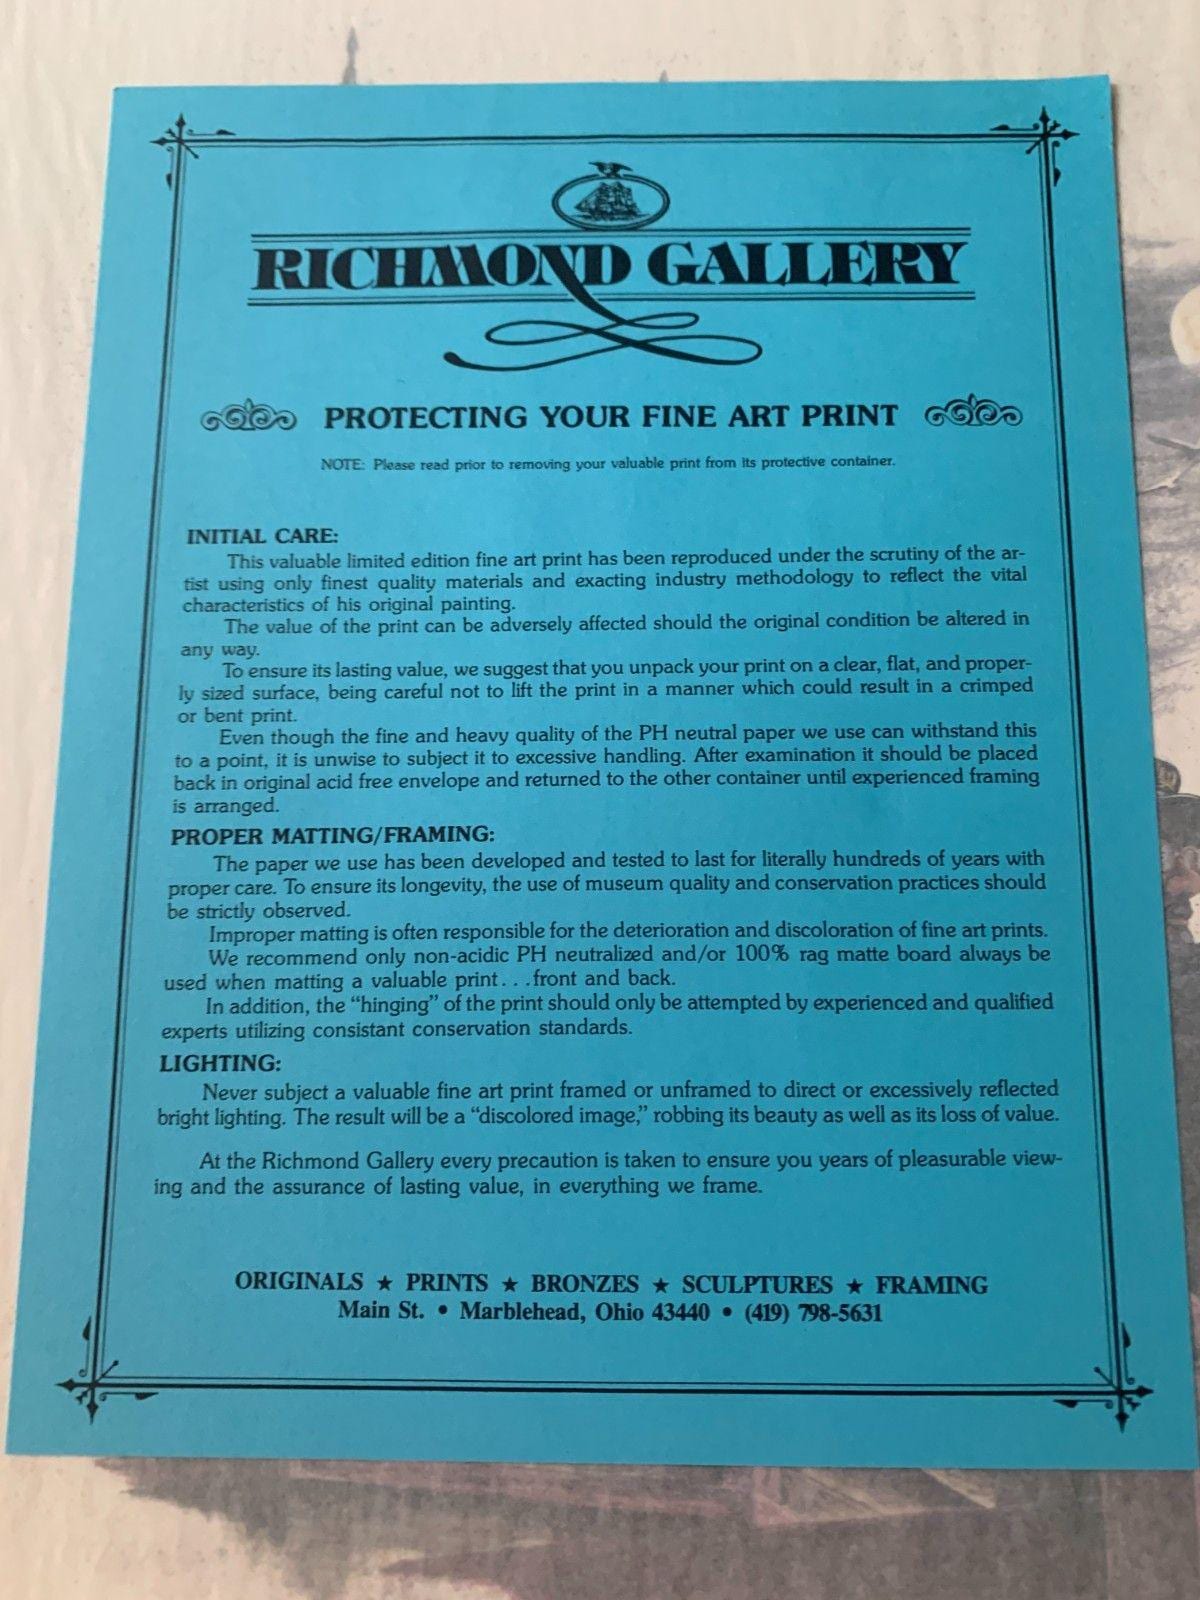 RICHMOND GALLERY
PROTECTING YOUR FINE ART PRINT
NOTE: Please read prior to removing your valuable print from its protective container.
INITIAL CARE:
This valuable limited edition fine art print has been reproduced under the scrutiny of the ar-
tist using only finest quality materials and exacting industry methodology to reflect the vital
characteristics of his original painting.
The value of the print can be adversely affected should the original condition be altered in
any way.
To ensure its lasting value, we suggest that you unpack your print on a clear, flat, and proper-
ly sized surface, being careful not to lift the print in a manner which could result in a crimped
or bent print.
Even though the fine and heavy quality of the PH neutral paper we use can withstand this
to a point, it is unwise to subject it to excessive handling. After examination it should be placed
back in original acid free envelope and returned to the other container until experienced framing
is arranged.
PROPER MATTING/FRAMING:
The paper we use has been developed and tested to last for literally hundreds of years with
proper care. To ensure its longevity, the use of museum quality and conservation practices should
be strictly observed.
Improper matting is often responsible for the deterioration and discoloration of fine art prints.
We recommend only non-acidic PH neutralized and/or 100% rag matte board always be
used when matting a valuable print. . .front and back.
In addition, the “hinging” of the print should only be attempted by experienced and qualified
experts utilizing consistant conservation standards.
LIGHTING:
Never subject a valuable fine art print framed or unframed to direct or excessively reflected
bright lighting. The result will be a “discolored image,” robbing its beauty as well as its loss of value.
At the Richmond Gallery every precaution is taken to ensure you years of pleasurable view-
ing and the assurance of lasting value, in everything we frame.
ORIGINALS ★ PRINTS ★ BRONZES ★ SCULPTURES ★ FRAMING
Main St. • Marblehead, Ohio 43440 • (419) 798-5631